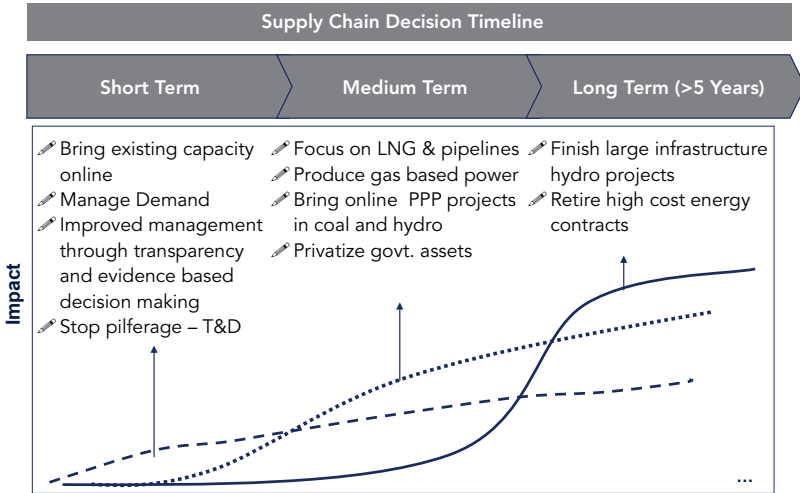 Supply Chain Decision Timeline
Short Term
Medium Term
Long Term (>5 Years)
Bring existing capacity
online
Manage Demand
Improved management
through transparency
and evidence based
decision making
Stop pilferage – T&D
Focus on LNG & pipelines
Produce gas based power
Bring online PPP projects
in coal and hydro
Privatize govt. assets
Finish large infrastructure
hydro projects
Retire high cost energy
contracts
Impact
...